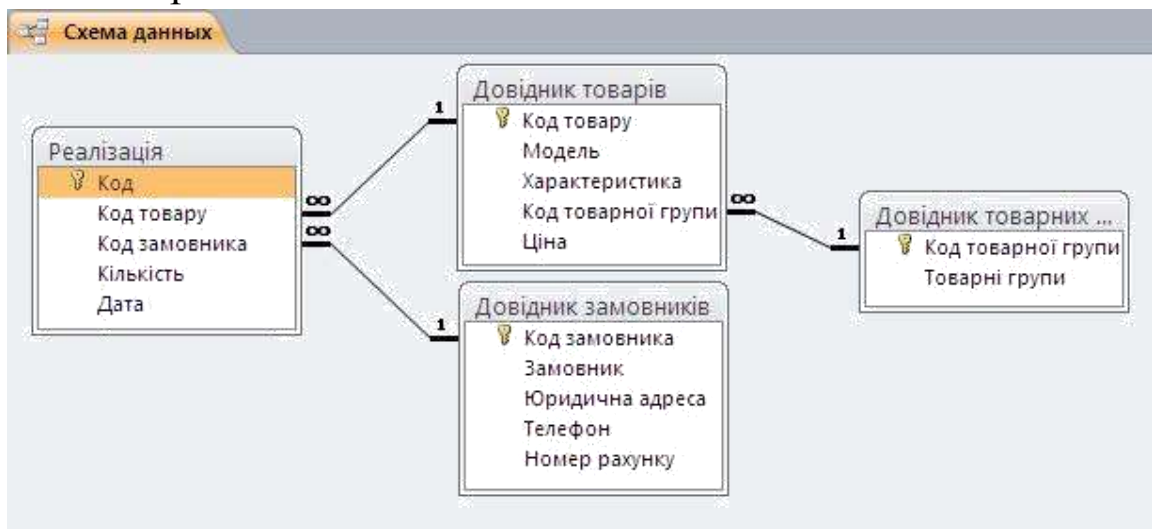 Схема данных
Реалізація
Код
Код товару
Код замовника
Кількість
Дата
Довідник товарів
Код товару
Модель
Характеристика
Код товарної групи
Ціна
Довідник замовників
Код замовника
Замовник
Юридична адреса
Телефон
Номер рахунку
Довідник товарних ...
Код товарної групи
Товарні групи
1
∞
∞
1
∞
1